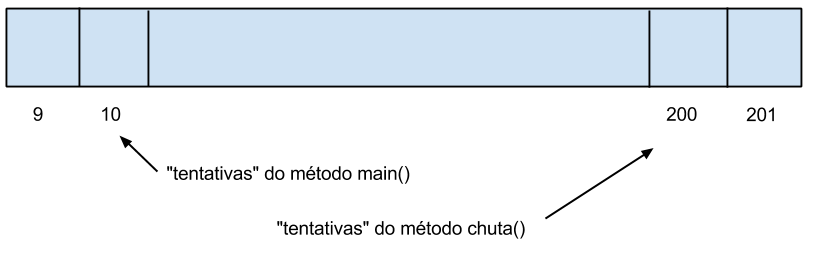 9 10 200 201
"tentativas" do método main()
"tentativas" do método chuta()